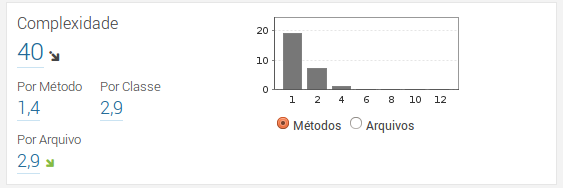 Complexidade
40
Por Método Por Classe
1,4 2,9
Por Arquivo
2,9
20
10
0
1 2 4 6 8 10 12
Métodos Arquivos